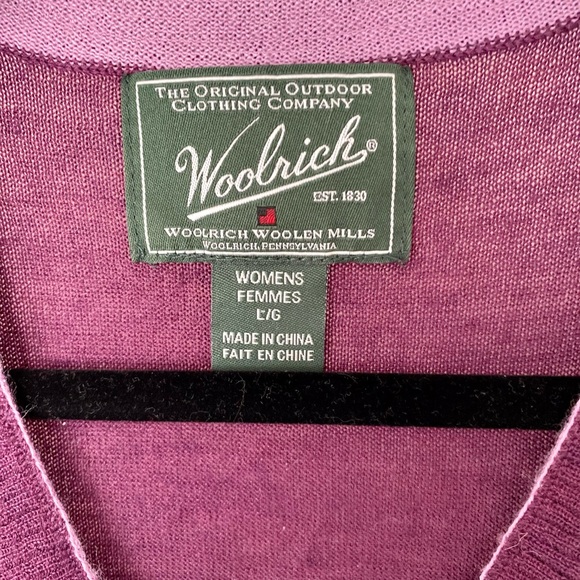 THE ORIGINAL OUTDOOR
CLOTHING COMPANY
Woolrich®
EST. 1830
WOOLRICH WOOLEN MILLS
WOOLRICH, PENNSYLVANIA
WOMENS
FEMMES
L/G
MADE IN CHINA
FAIT EN CHINE